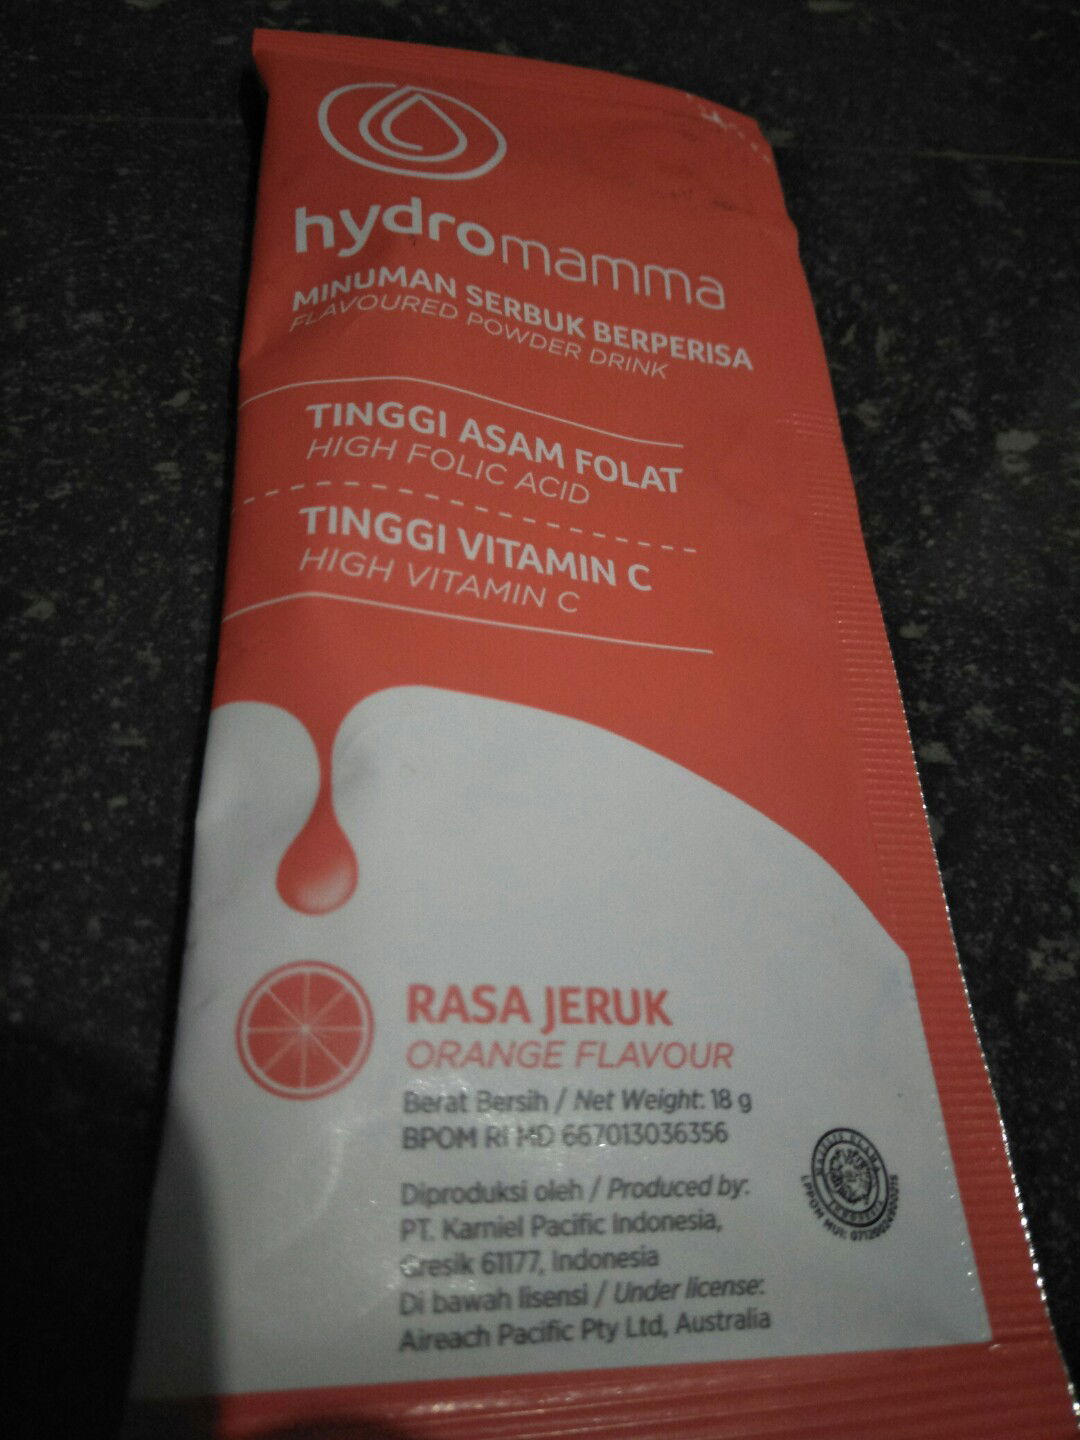 hydromamma
MINUMAN SERBUK BERPERISA
FLAVOURED POWDER DRINK
TINGGI ASAM FOLAT
HIGH FOLIC ACID
TINGGI VITAMIN C
HIGH VITAMIN C
RASA JERUK
ORANGE FLAVOUR
Berat Bersih / Net Weight: 18 g
BPOM RI MD 667013036356
Diproduksi oleh / Produced by:
PT. Karniel Pacific Indonesia,
Gresik 61177, Indonesia
Di bawah lisensi / Under license:
Aireach Pacific Pty Ltd, Australia
LPPOM MUI: